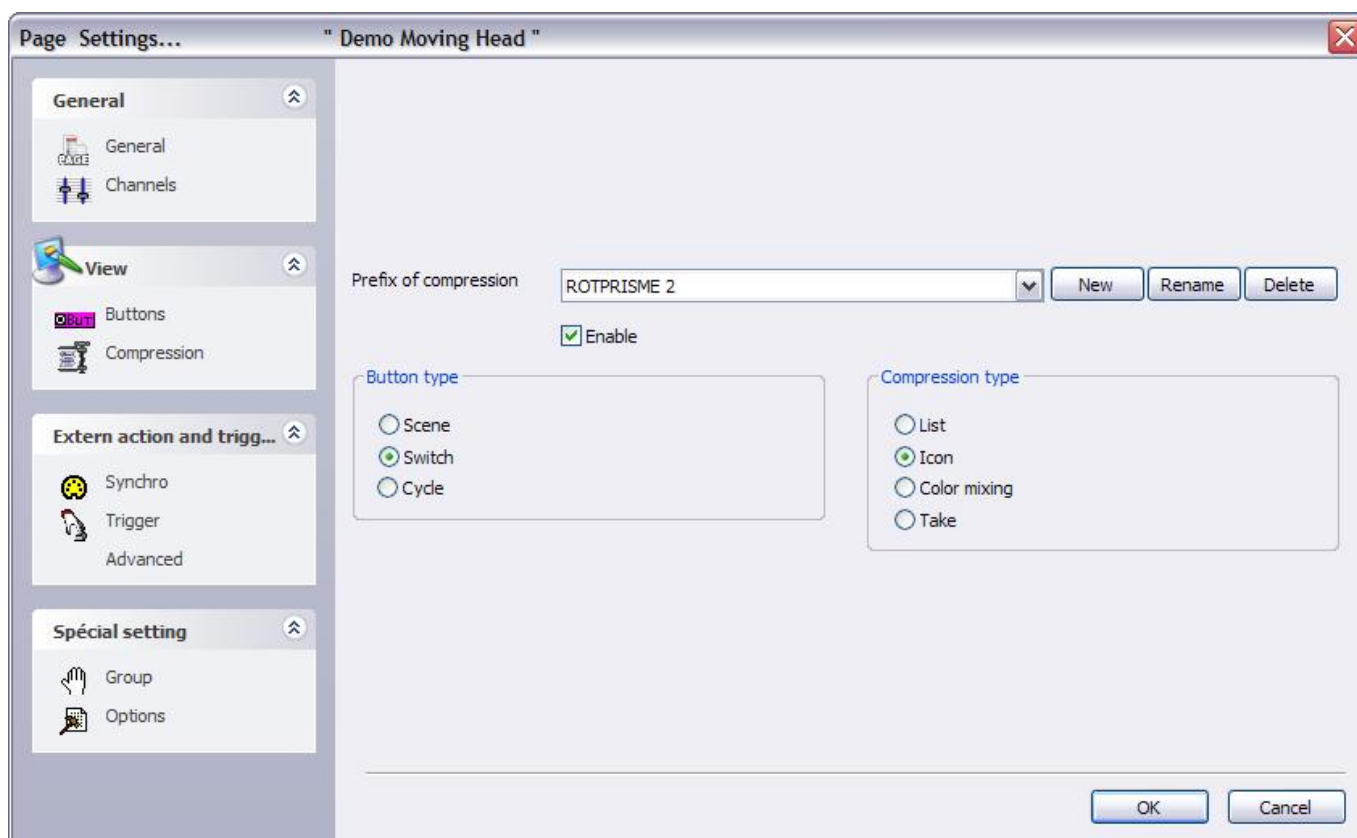 Page Settings... " Demo Moving Head "
General
General
PAGE
Channels
View
BUT
Buttons
Compression
Extern action and trigg...
Synchro
Trigger
Advanced
Spécial setting
Group
Options
Prefix of compression ROTPRISME 2 New Rename Delete
Enable
Button type
Scene
Switch
Cycle
Compression type
List
Icon
Color mixing
Take
OK Cancel